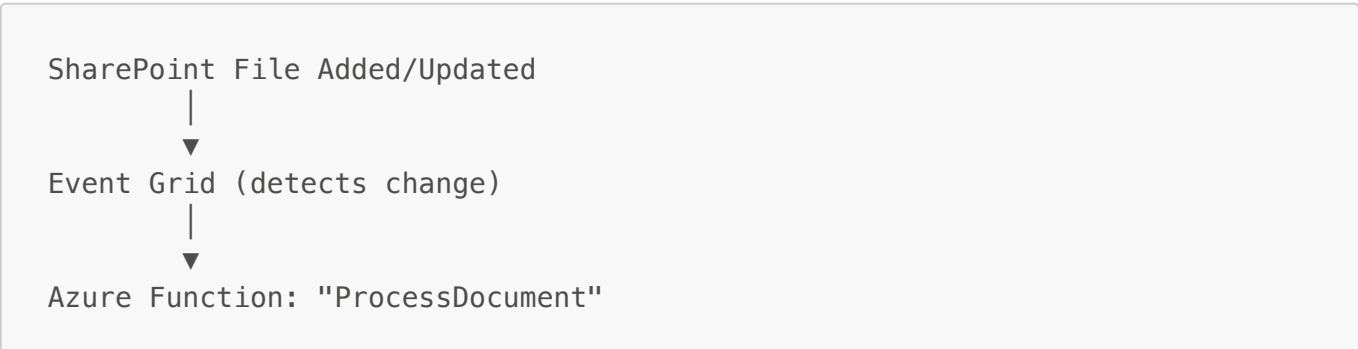 SharePoint File Added/Updated
│
▼
Event Grid (detects change)
│
▼
Azure Function: "ProcessDocument"